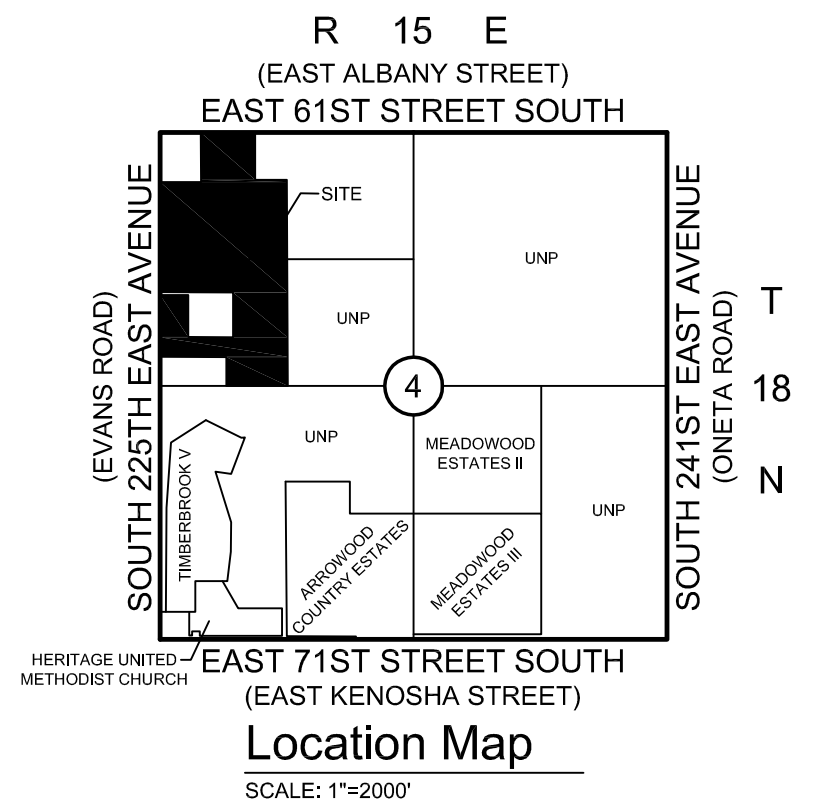 R 15 E
(EAST ALBANY STREET)
EAST 61ST STREET SOUTH
SOUTH 225TH EAST AVENUE
(EVANS ROAD)
SITE
UNP
UNP
4
SOUTH 241ST EAST AVENUE
(ONETA ROAD)
T
18
N
UNP
MEADOWOOD
ESTATES II
TIMBERBROOK V
UNP
ARROWOOD
COUNTRY ESTATES
MEADOWOOD
ESTATES III
HERITAGE UNITED
METHODIST CHURCH
EAST 71ST STREET SOUTH
(EAST KENOSHA STREET)
Location Map
SCALE: 1"=2000'